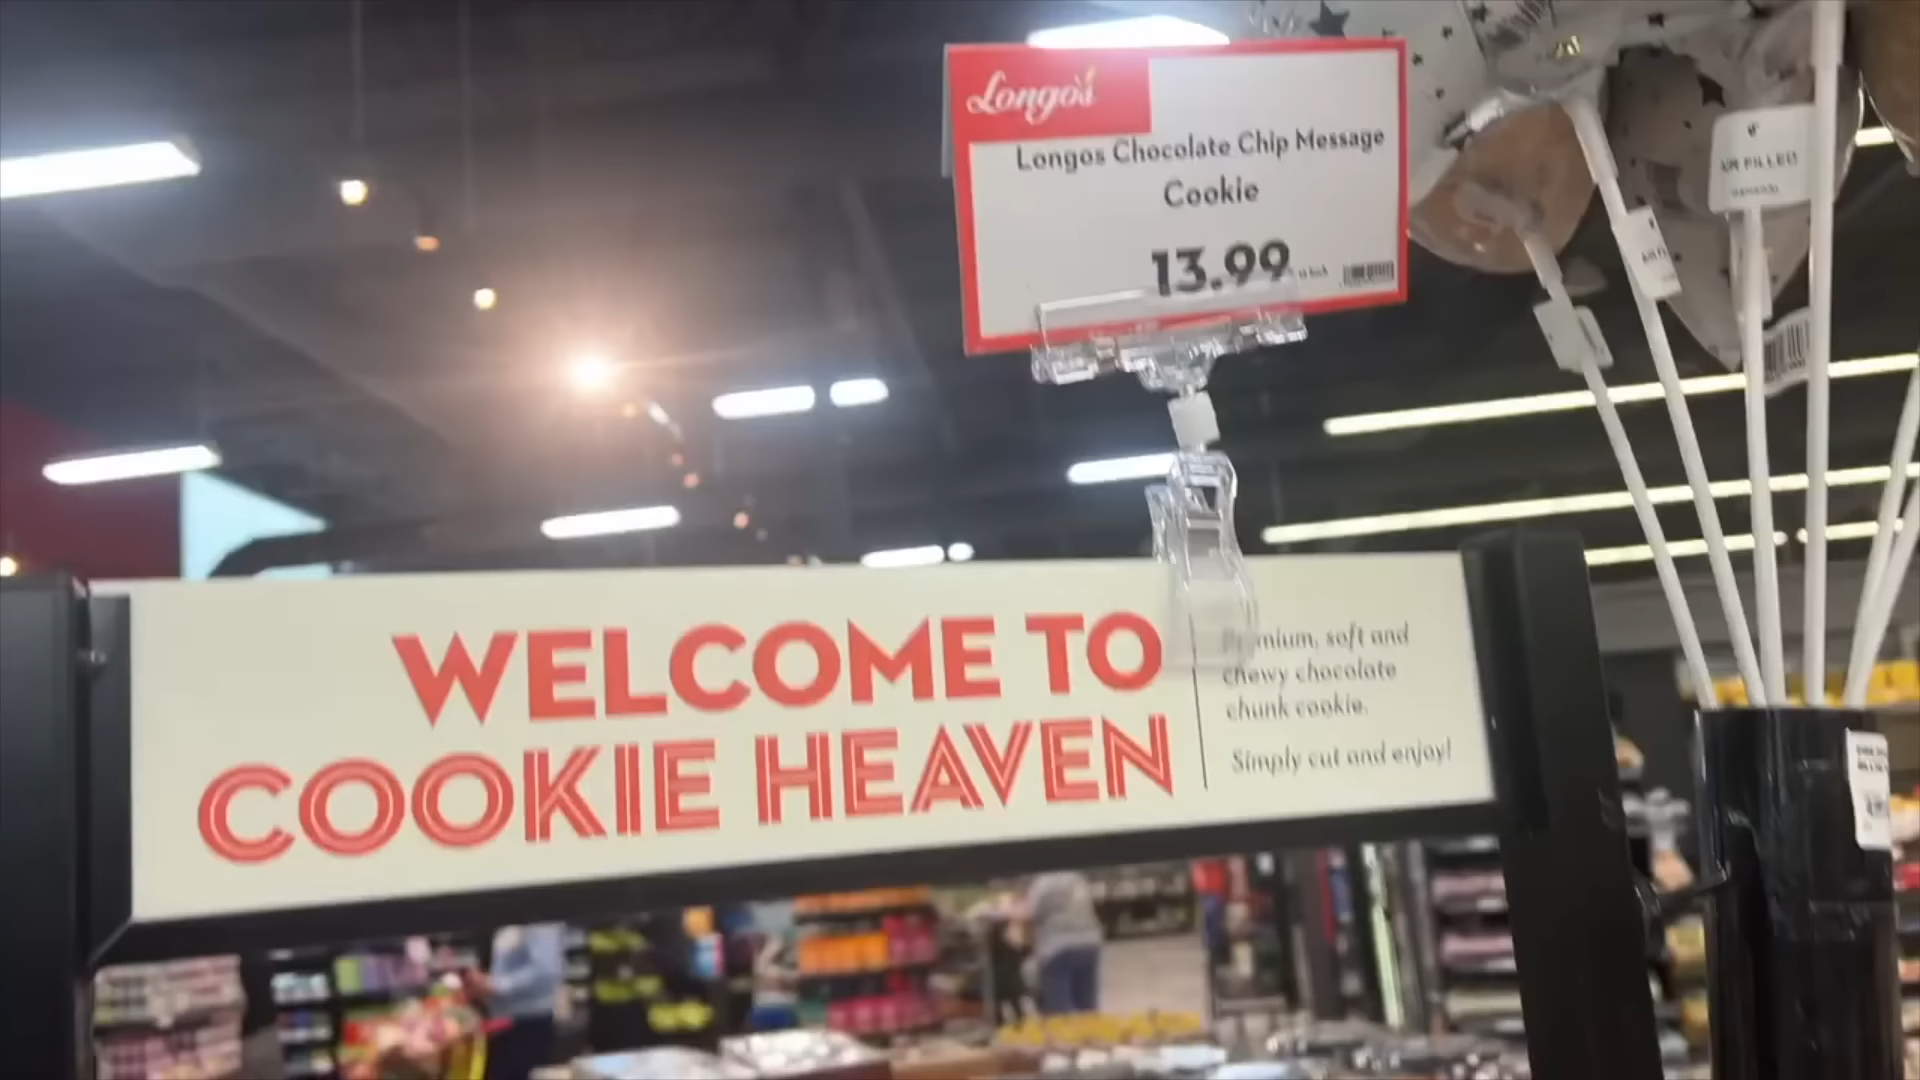 Longo's
Longos Chocolate Chip Message
Cookie
13.99
AIR FILLED
WELCOME TO
COOKIE HEAVEN
Premium, soft and
chewy chocolate
chunk cookie.
Simply cut and enjoy!